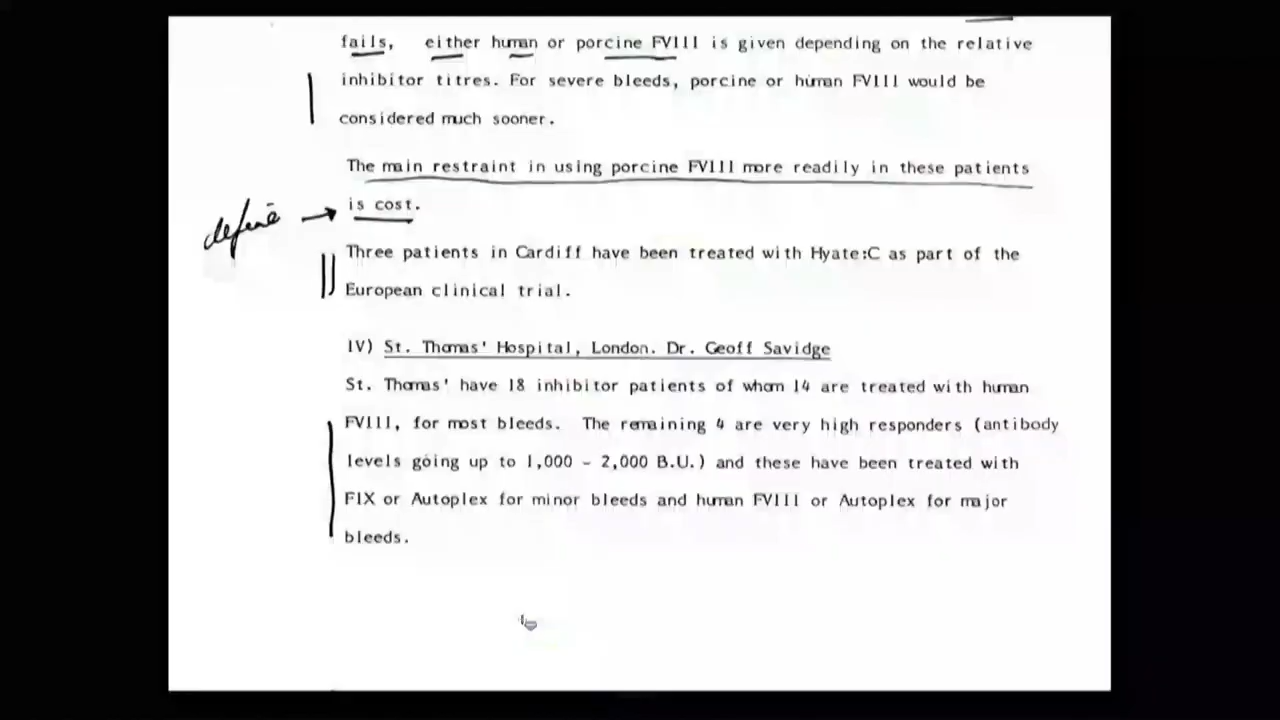 fails, either human or porcine FVIII is given depending on the relative
inhibitor titres. For severe bleeds, porcine or human FVIII would be
considered much sooner.
The main restraint in using porcine FVIII more readily in these patients
define → is cost.
Three patients in Cardiff have been treated with Hyate:C as part of the
European clinical trial.
IV) St. Thomas' Hospital, London. Dr. Geoff Savidge
St. Thomas' have 18 inhibitor patients of whom 14 are treated with human
FVIII, for most bleeds. The remaining 4 are very high responders (antibody
levels going up to 1,000 - 2,000 B.U.) and these have been treated with
FIX or Autoplex for minor bleeds and human FVIII or Autoplex for major
bleeds.